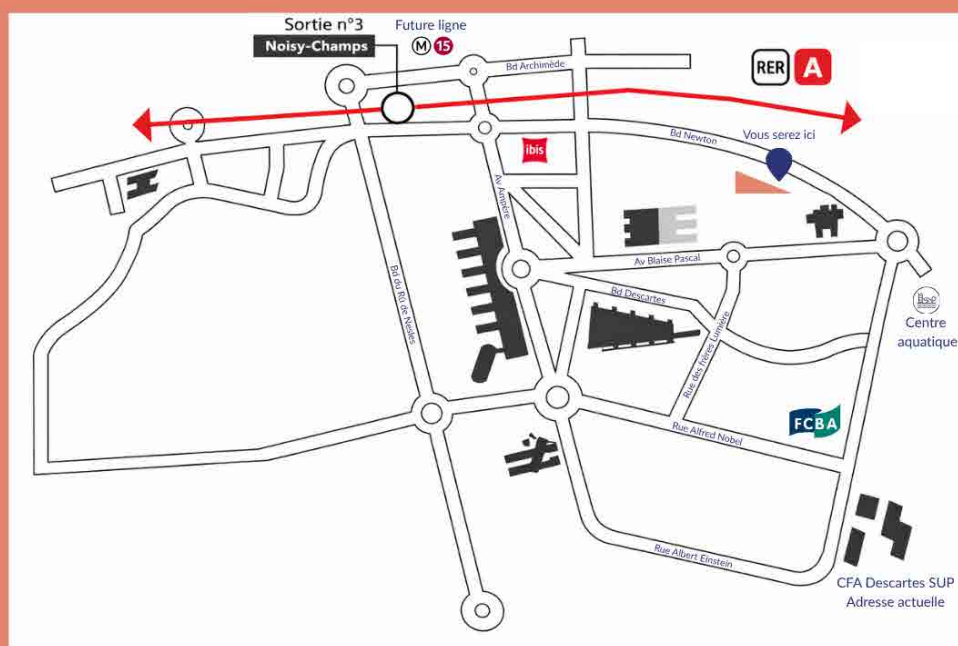 Sortie n°3
Noisy-Champs
Future ligne
M 15
Bd Archimède
RER A
Bd Newton
Vous serez ici
ibis
Av Ampère
Av Blaise Pascal
Bd du Rû de Nesles
Bd Descartes
Rue des frères Lumière
Centre
aquatique
FCBA
Rue Alfred Nobel
Rue Albert Einstein
CFA Descartes SUP
Adresse actuelle